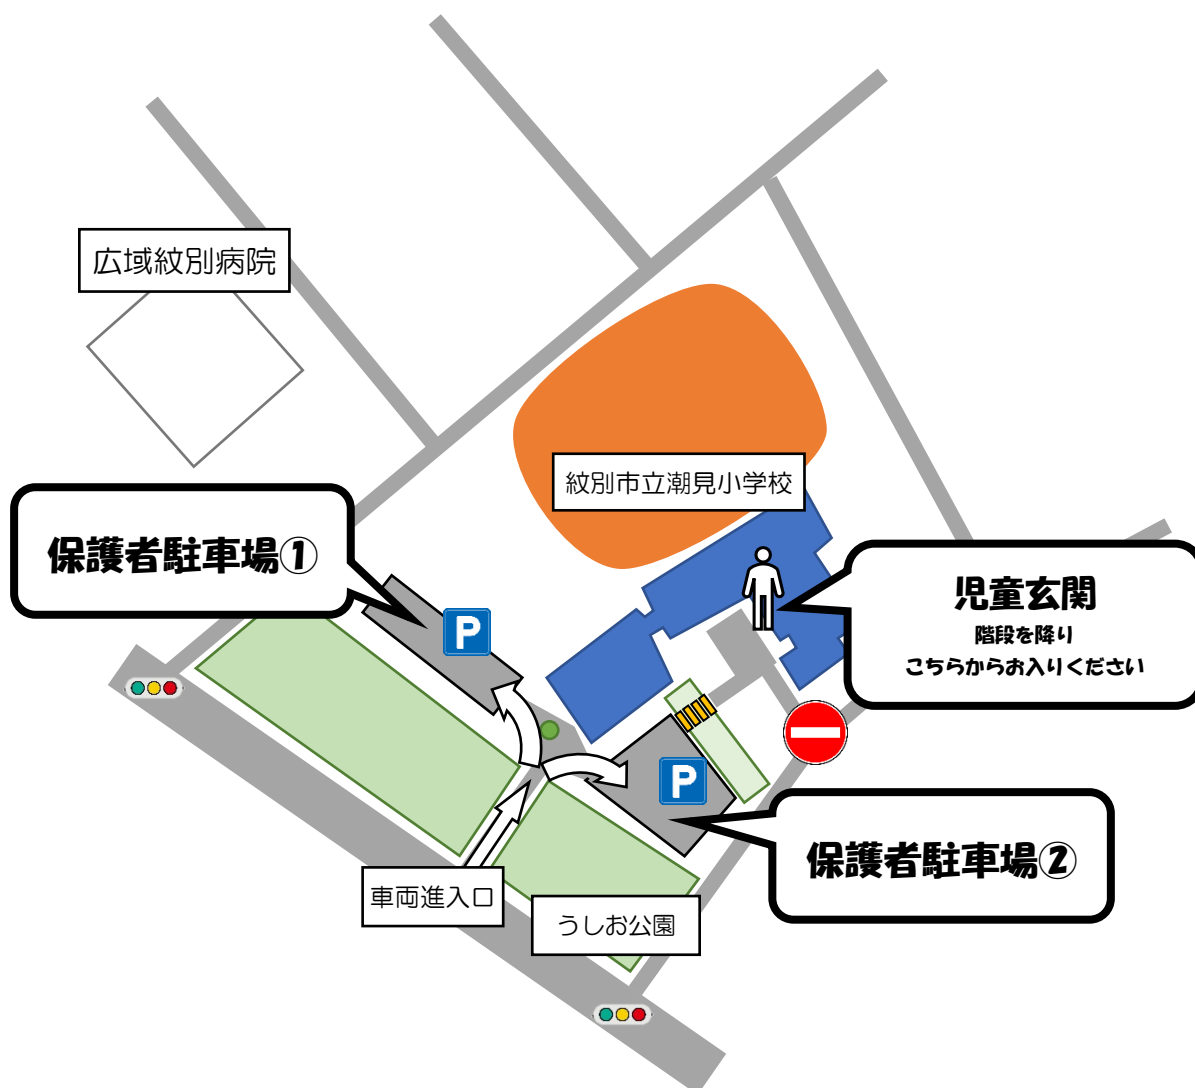 広域紋別病院
紋別市立潮見小学校
保護者駐車場①
P
児童玄関
階段を降り
こちらからお入りください
P
保護者駐車場②
車両進入口
うしお公園